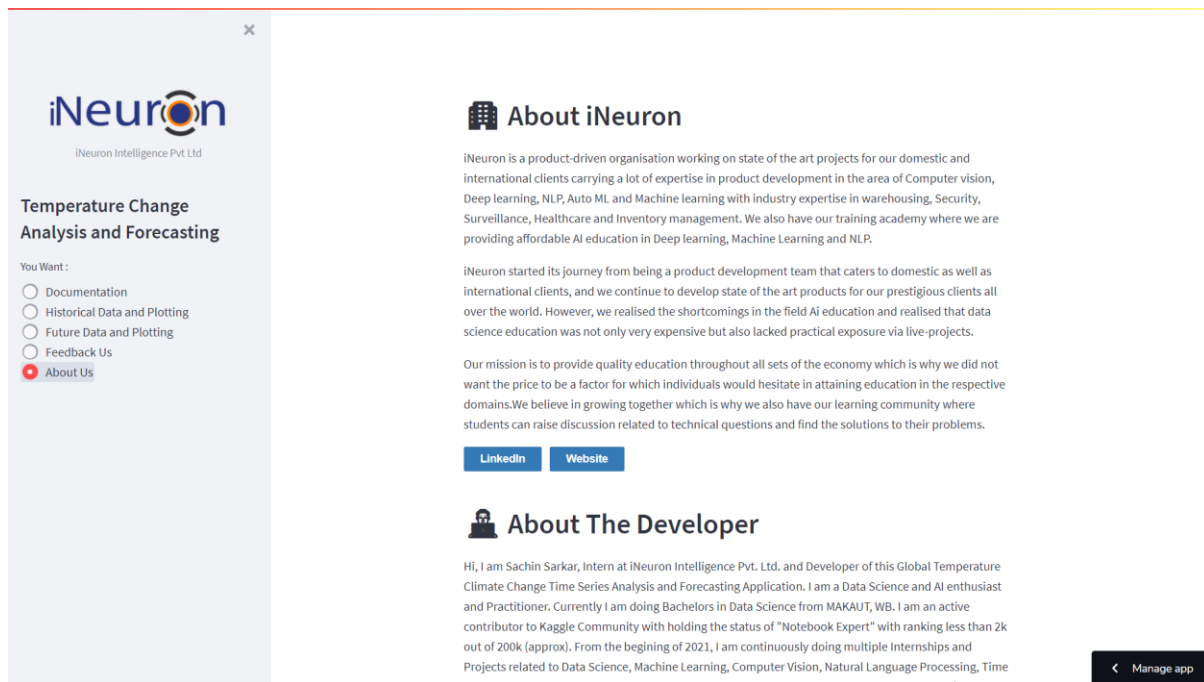 ×
iNeuron
iNeuron Intelligence Pvt Ltd
Temperature Change
Analysis and Forecasting
You Want :
Documentation
Historical Data and Plotting
Future Data and Plotting
Feedback Us
About Us
About iNeuron
iNeuron is a product-driven organisation working on state of the art projects for our domestic and
international clients carrying a lot of expertise in product development in the area of Computer vision,
Deep learning, NLP, Auto ML and Machine learning with industry expertise in warehousing, Security,
Surveillance, Healthcare and Inventory management. We also have our training academy where we are
providing affordable AI education in Deep learning, Machine Learning and NLP.
iNeuron started its journey from being a product development team that caters to domestic as well as
international clients, and we continue to develop state of the art products for our prestigious clients all
over the world. However, we realised the shortcomings in the field Ai education and realised that data
science education was not only very expensive but also lacked practical exposure via live-projects.
Our mission is to provide quality education throughout all sets of the economy which is why we did not
want the price to be a factor for which individuals would hesitate in attaining education in the respective
domains.We believe in growing together which is why we also have our learning community where
students can raise discussion related to technical questions and find the solutions to their problems.
LinkedIn Website
About The Developer
Hi, I am Sachin Sarkar, Intern at iNeuron Intelligence Pvt. Ltd. and Developer of this Global Temperature
Climate Change Time Series Analysis and Forecasting Application. I am a Data Science and AI enthusiast
and Practitioner. Currently I am doing Bachelors in Data Science from MAKAUT, WB. I am an active
contributor to Kaggle Community with holding the status of "Notebook Expert" with ranking less than 2k
out of 200k (approx). From the begining of 2021, I am continuously doing multiple Internships and
Projects related to Data Science, Machine Learning, Computer Vision, Natural Language Processing, Time
< Manage app